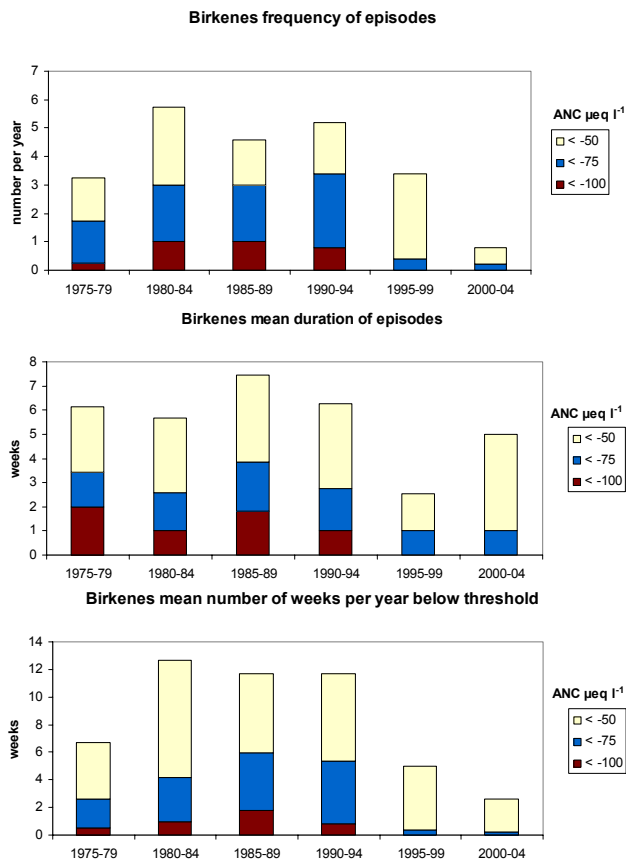 Birkenes frequency of episodes
7
6
5
4
3
2
1
0
number per year
1975-79 1980-84 1985-89 1990-94 1995-99 2000-04
ANC µeq l⁻¹
< -50
< -75
< -100
Birkenes mean duration of episodes
8
7
6
5
4
3
2
1
0
weeks
1975-79 1980-84 1985-89 1990-94 1995-99 2000-04
ANC µeq l⁻¹
< -50
< -75
< -100
Birkenes mean number of weeks per year below threshold
14
12
10
8
6
4
2
0
weeks
1975-79 1980-84 1985-89 1990-94 1995-99 2000-04
ANC µeq l⁻¹
< -50
< -75
< -100